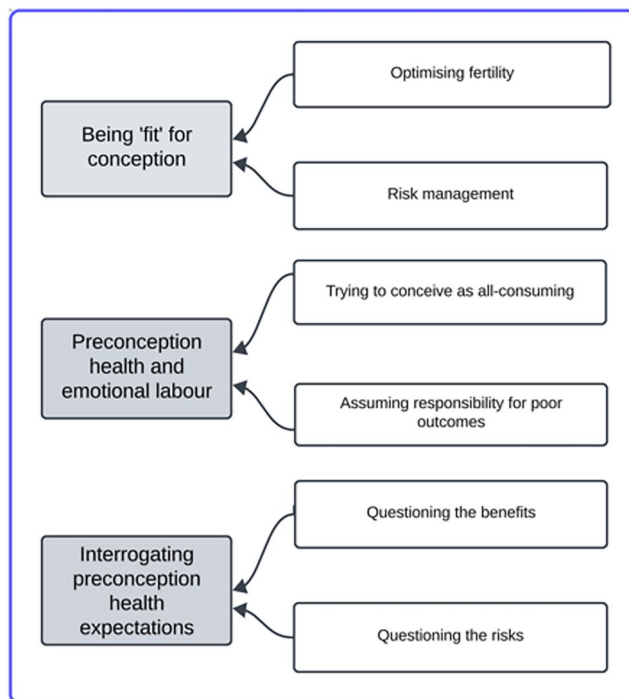 Optimising fertility
Being 'fit' for
conception
Risk management
Trying to conceive as all-consuming
Preconception
health and
emotional labour
Assuming responsibility for poor
outcomes
Questioning the benefits
Interrogating
preconception
health
expectations
Questioning the risks